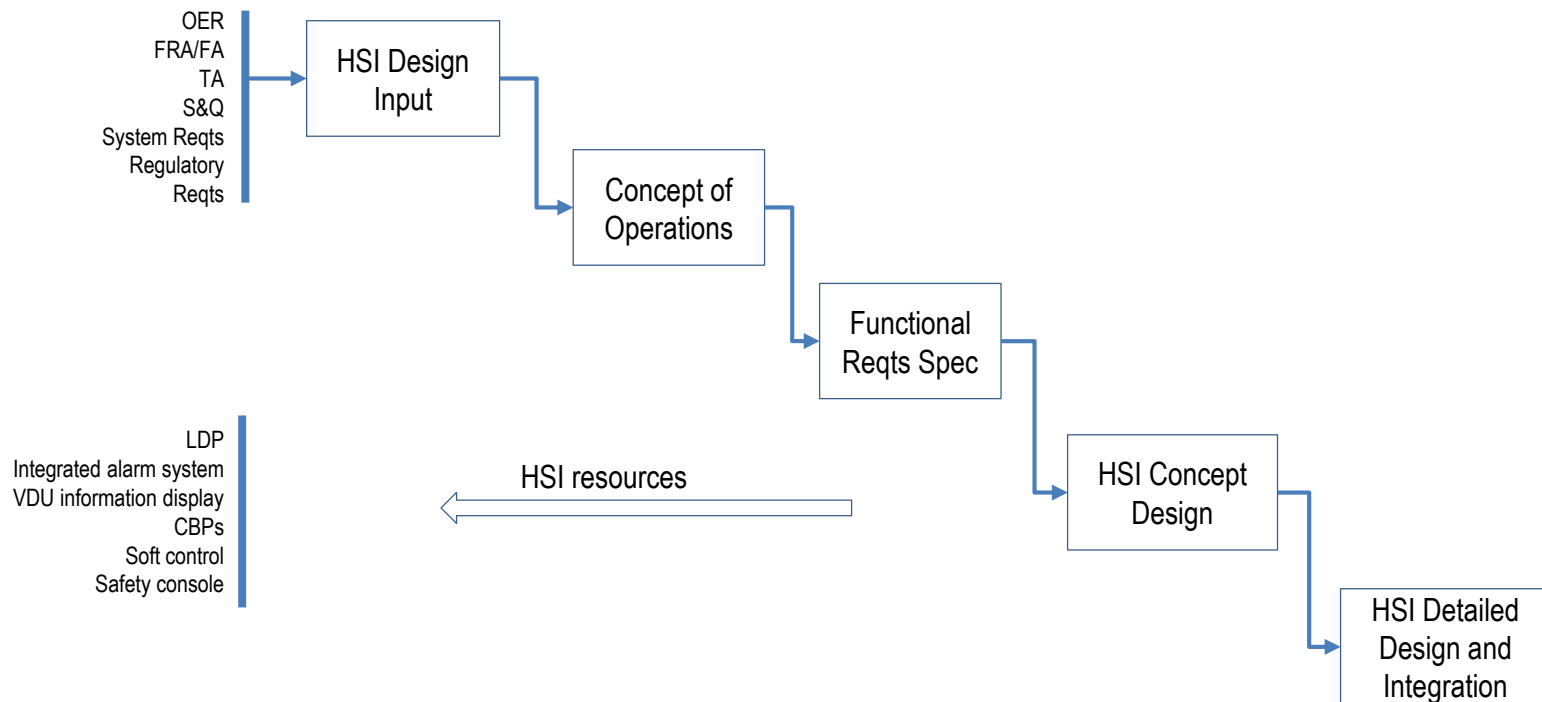 OER
FRA/FA
TA
S&Q
System Reqts
Regulatory
Reqts
HSI Design
Input
Concept of
Operations
Functional
Reqts Spec
LDP
Integrated alarm system
VDU information display
CBPs
Soft control
Safety console
HSI resources
HSI Concept
Design
HSI Detailed
Design and
Integration